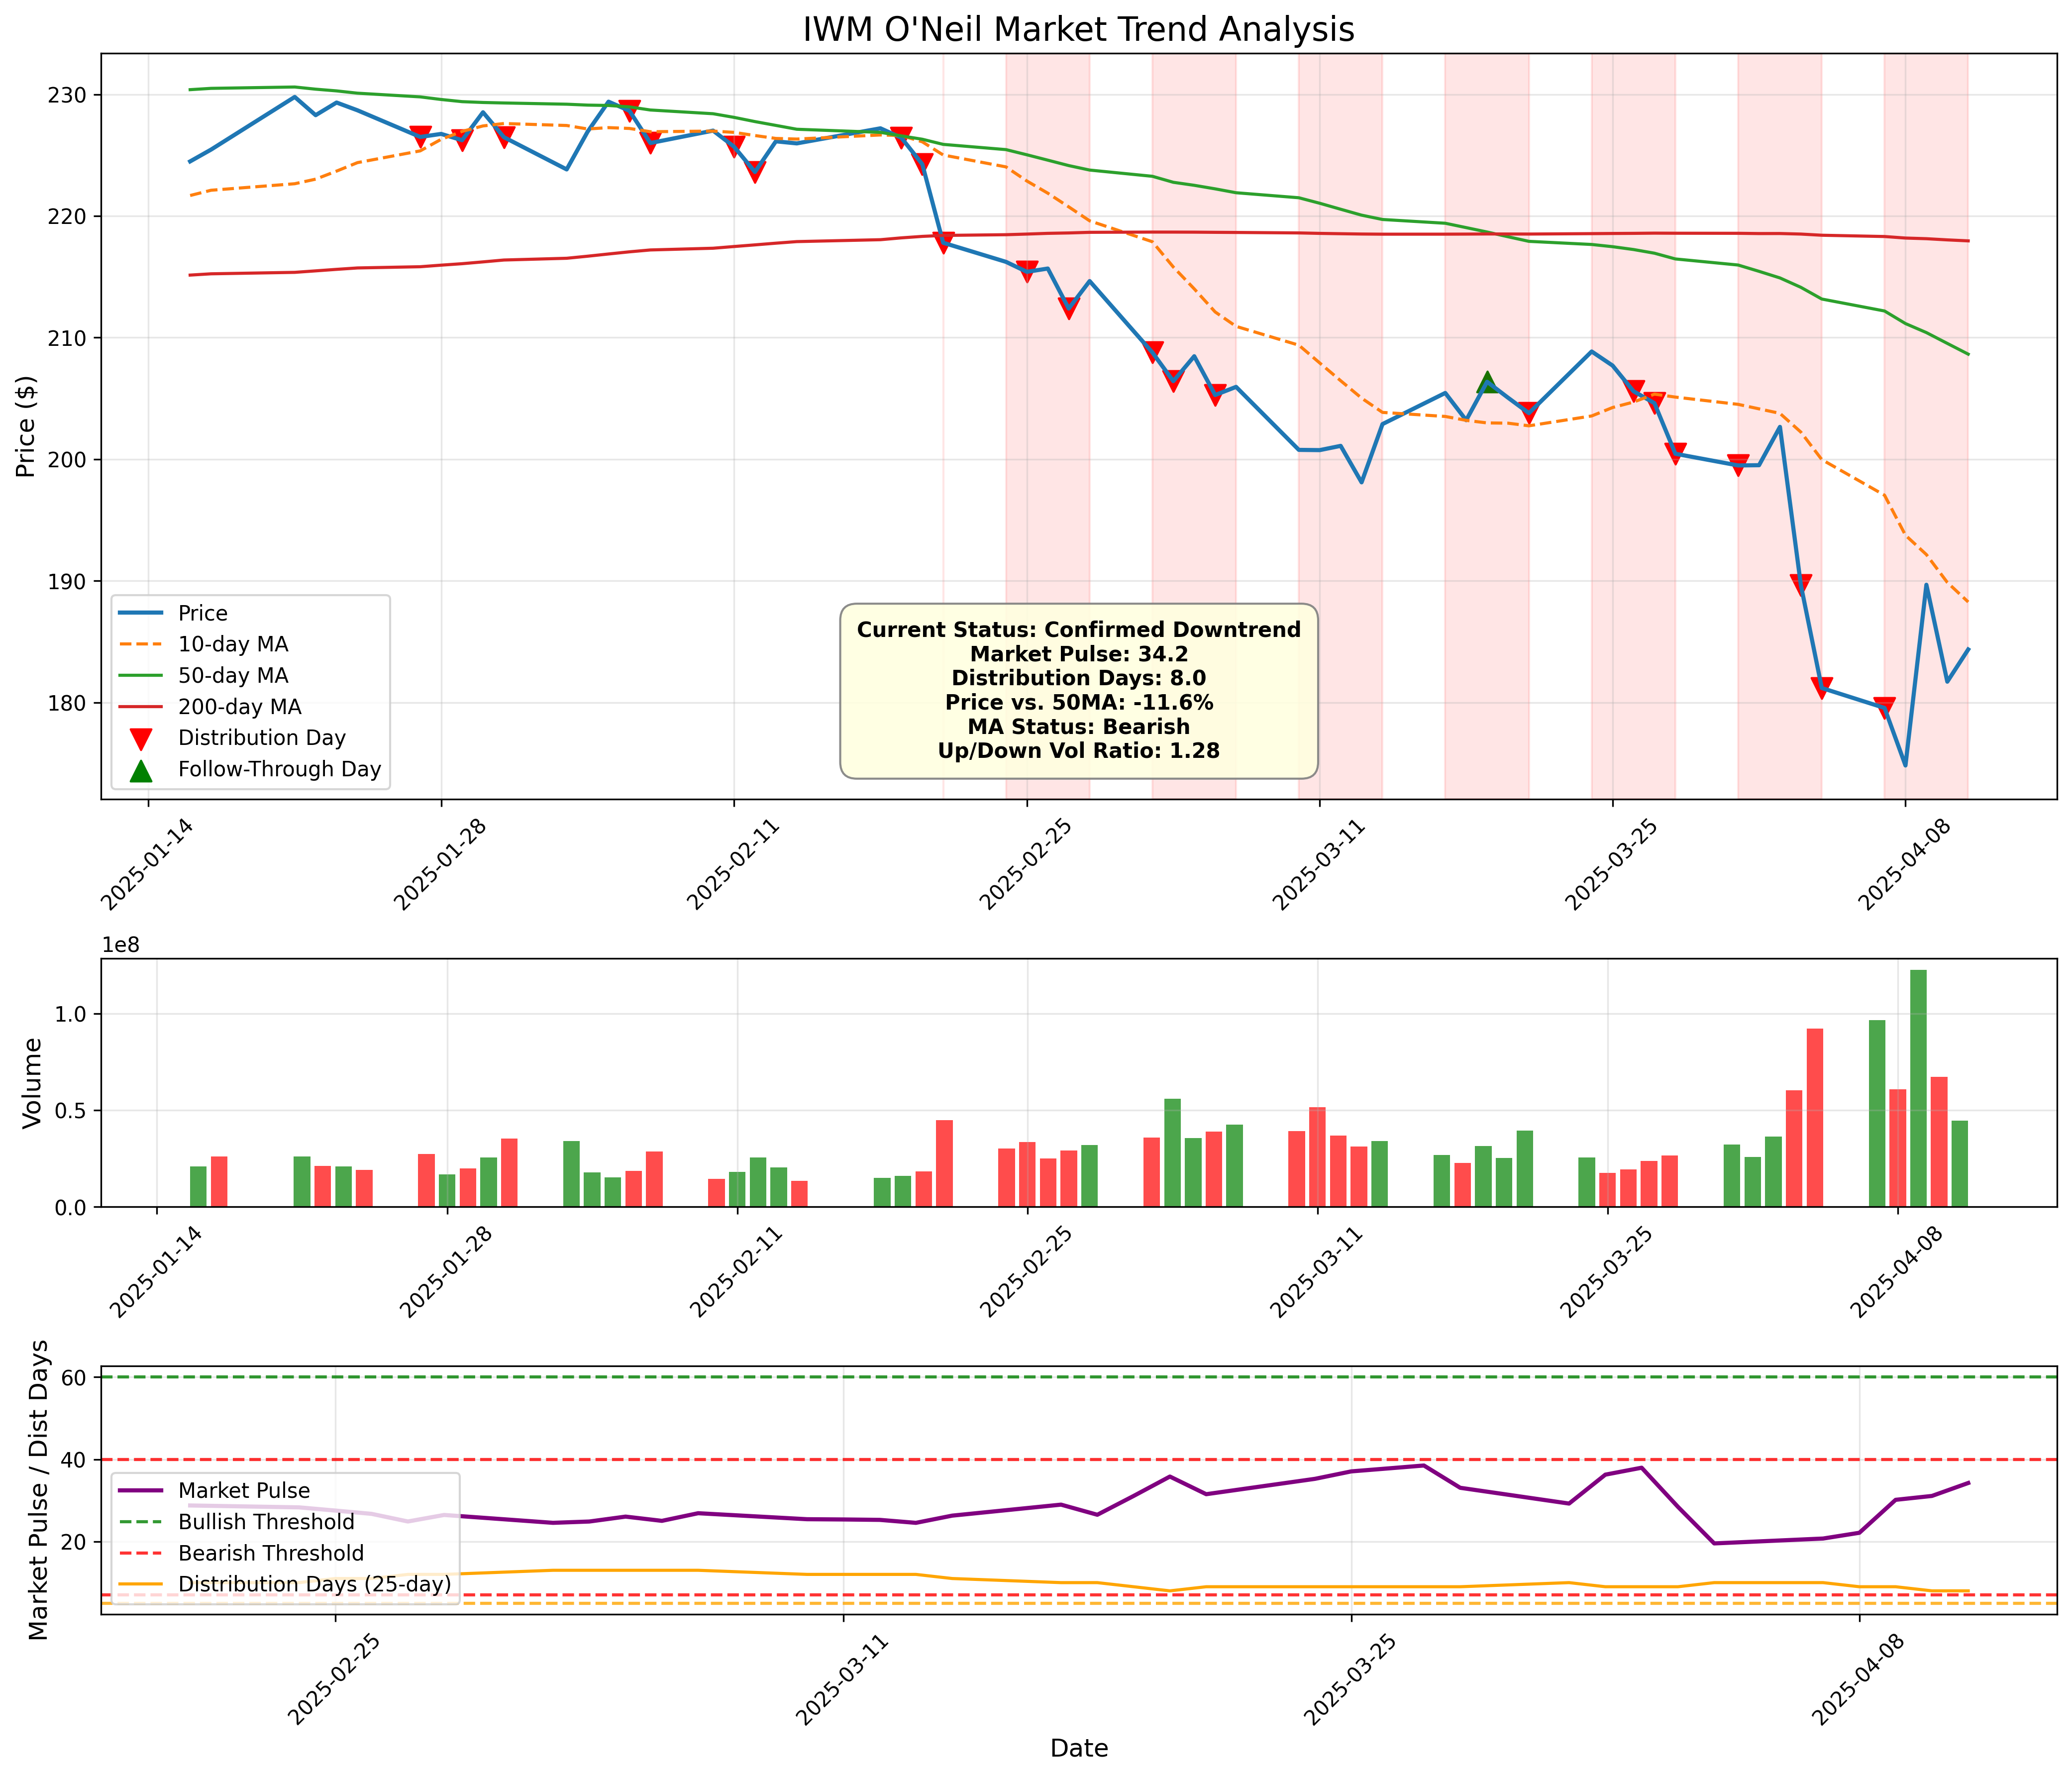 IWM O'Neil Market Trend Analysis
Price ($)
230
220
210
200
190
180
Price
10-day MA
50-day MA
200-day MA
Distribution Day
Follow-Through Day
Current Status: Confirmed Downtrend
Market Pulse: 34.2
Distribution Days: 8.0
Price vs. 50MA: -11.6%
MA Status: Bearish
Up/Down Vol Ratio: 1.28
2025-01-14
2025-01-28
2025-02-11
2025-02-25
2025-03-11
2025-03-25
2025-04-08
1e8
Volume
1.0
0.5
0.0
2025-01-14
2025-01-28
2025-02-11
2025-02-25
2025-03-11
2025-03-25
2025-04-08
Market Pulse / Dist Days
60
40
20
Market Pulse
Bullish Threshold
Bearish Threshold
Distribution Days (25-day)
2025-02-25
2025-03-11
2025-03-25
2025-04-08
Date